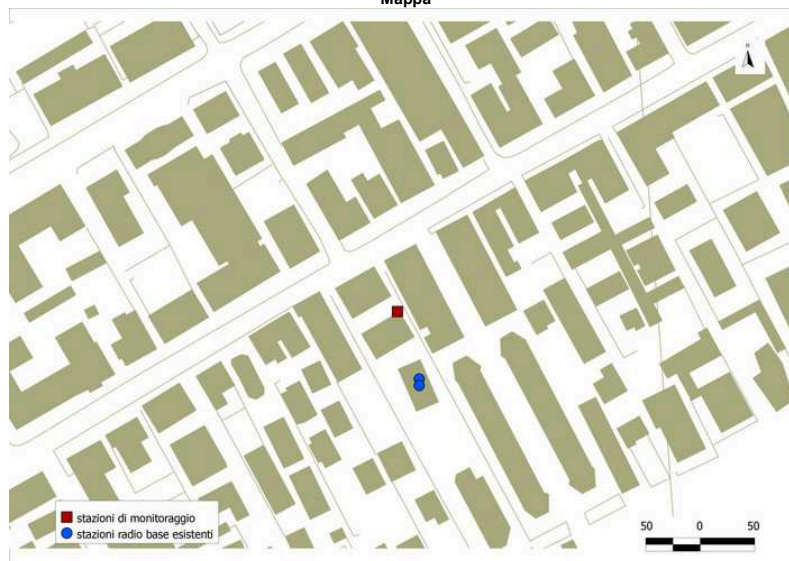 Mappa
N
stazioni di monitoraggio
stazioni radio base esistenti
50 0 50